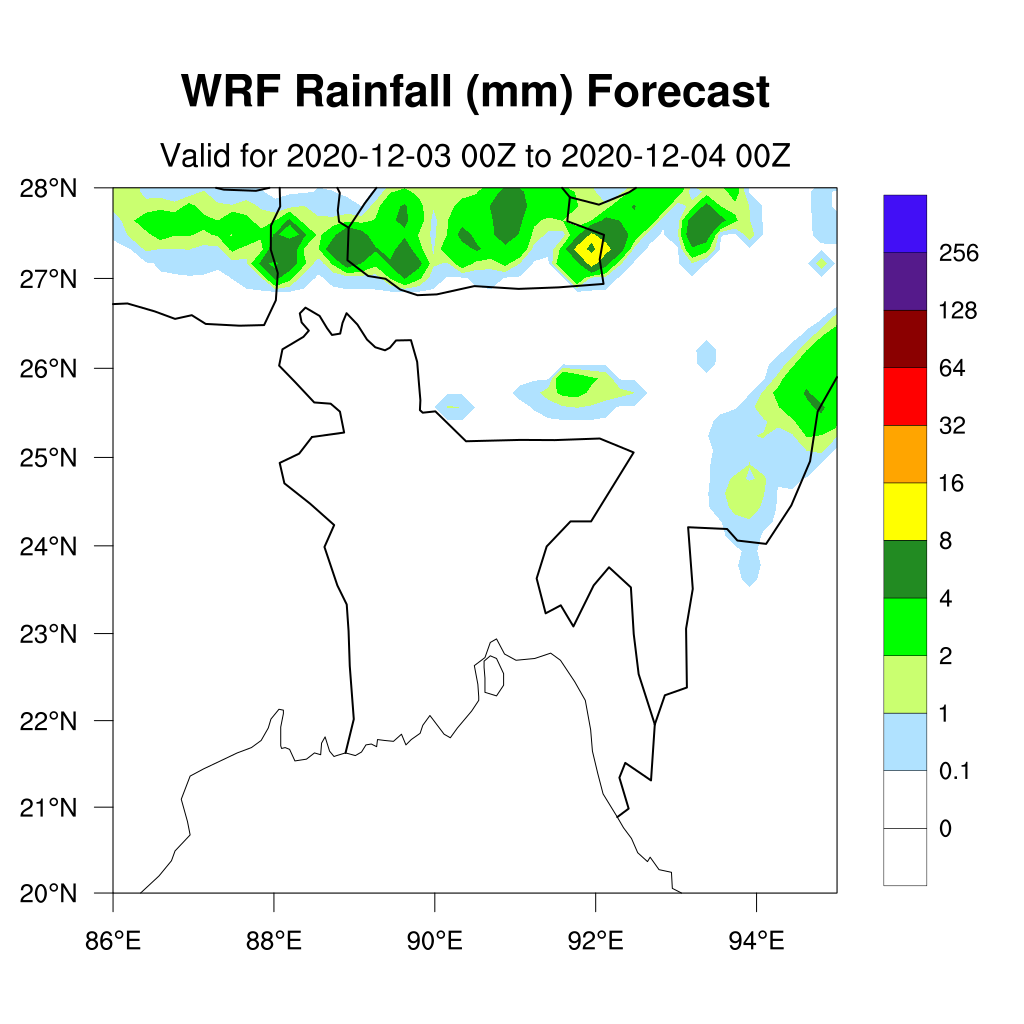 WRF Rainfall (mm) Forecast
Valid for 2020-12-03 00Z to 2020-12-04 00Z
28°N
27°N
26°N
25°N
24°N
23°N
22°N
21°N
20°N
86°E 88°E 90°E 92°E 94°E
256
128
64
32
16
8
4
2
1
0.1
0